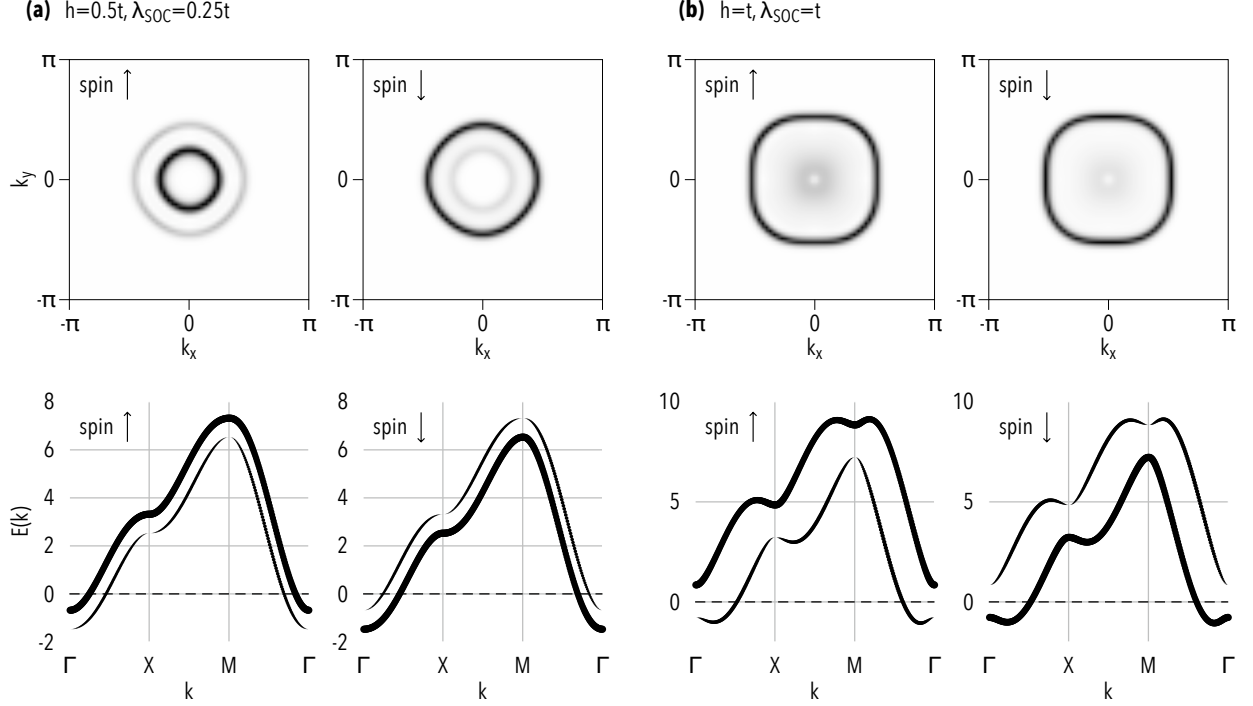 (a) h=0.5t, λSOC=0.25t
(b) h=t, λSOC=t
π
spin ↑
ky
0
-π
-π 0 π
kx
π
spin ↓
0
-π
-π 0 π
kx
π
spin ↑
0
-π
-π 0 π
kx
π
spin ↓
0
-π
-π 0 π
kx
8
spin ↑
6
4
E(k)
2
0
-2
Γ X M Γ
k
8
spin ↓
6
4
2
0
-2
Γ X M Γ
k
10
spin ↑
5
0
Γ X M Γ
k
10
spin ↓
5
0
Γ X M Γ
k